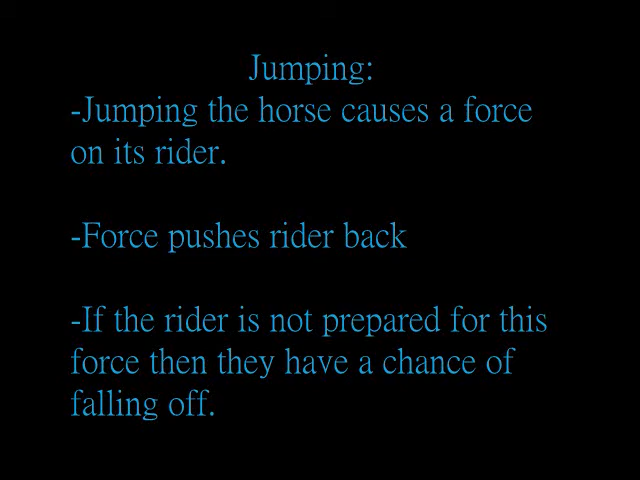 Jumping:
-Jumping the horse causes a force
on its rider.
-Force pushes rider back
-If the rider is not prepared for this
force then they have a chance of
falling off.